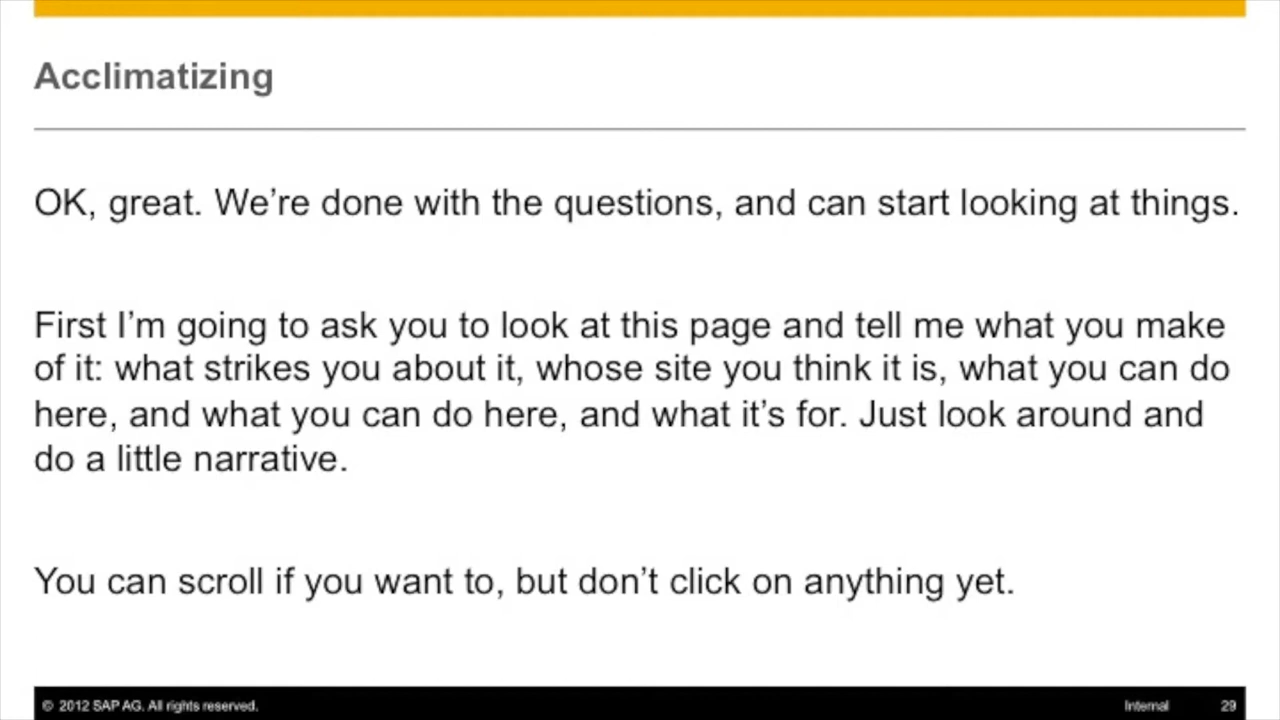 Acclimatizing
OK, great. We’re done with the questions, and can start looking at things.
First I’m going to ask you to look at this page and tell me what you make
of it: what strikes you about it, whose site you think it is, what you can do
here, and what you can do here, and what it’s for. Just look around and
do a little narrative.
You can scroll if you want to, but don’t click on anything yet.
© 2012 SAP AG. All rights reserved.
Internal
29